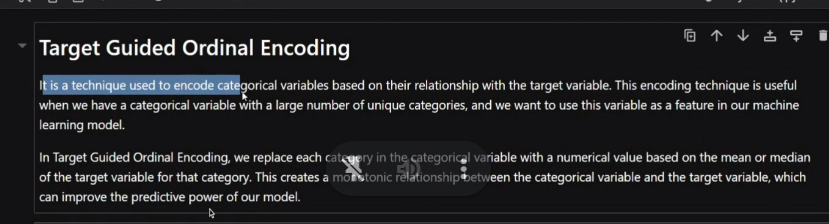 Target Guided Ordinal Encoding
It is a technique used to encode categorical variables based on their relationship with the target variable. This encoding technique is useful
when we have a categorical variable with a large number of unique categories, and we want to use this variable as a feature in our machine
learning model.
In Target Guided Ordinal Encoding, we replace each category in the categorical variable with a numerical value based on the mean or median
of the target variable for that category. This creates a monotonic relationship between the categorical variable and the target variable, which
can improve the predictive power of our model.